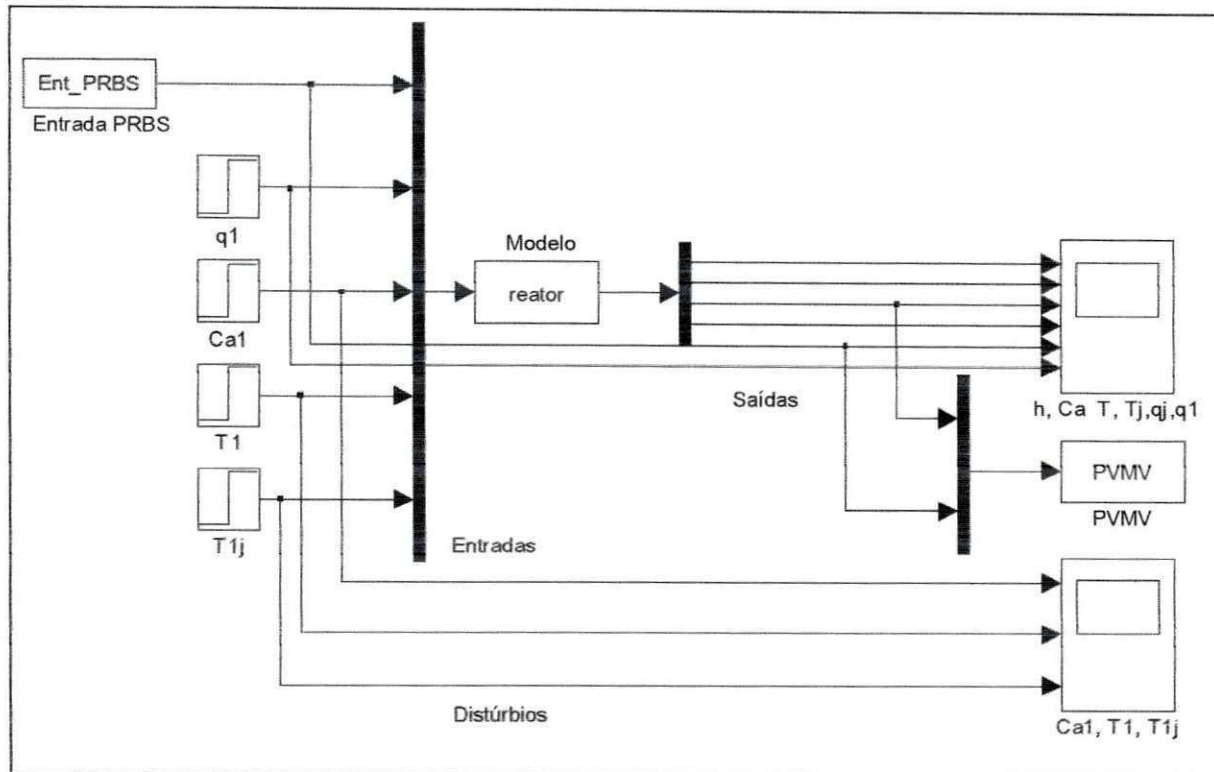 Ent_PRBS
Entrada PRBS
q1
Ca1
T1
T1j
Entradas
Modelo
reator
Saídas
h, Ca T, Tj,qj,q1
PVMV
PVMV
Distúrbios
Ca1, T1, T1j